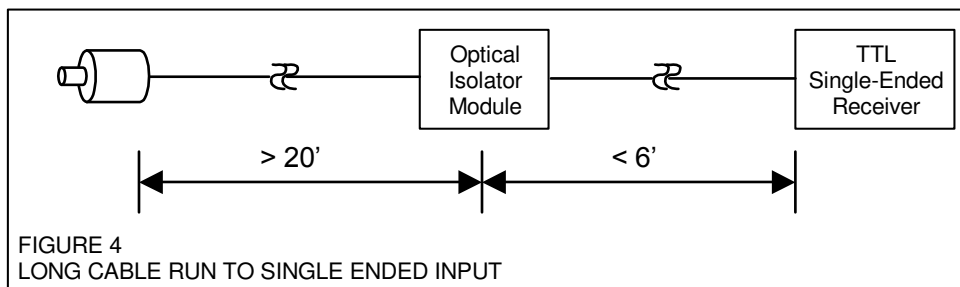 Optical
Isolator
Module
TTL
Single-Ended
Receiver
> 20’
< 6’
FIGURE 4
LONG CABLE RUN TO SINGLE ENDED INPUT